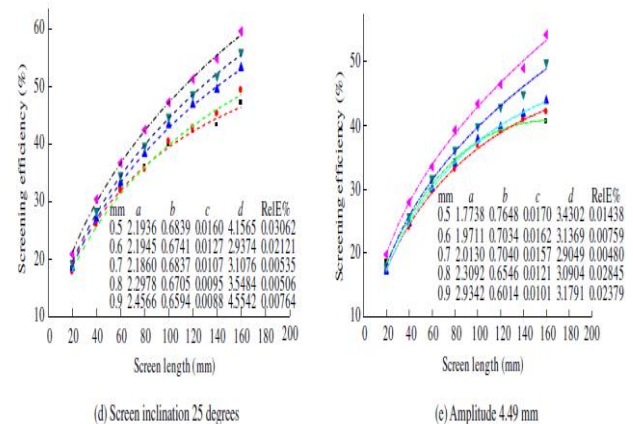 Screening efficiency (%)
60
50
40
30
20
10
mm a b c d RelE%
0.5 2.1936 0.6839 0.0160 4.1565 0.03062
0.6 2.1945 0.6741 0.0127 2.9374 0.02121
0.7 2.1860 0.6837 0.0107 3.1076 0.00535
0.8 2.2978 0.6705 0.0095 3.5484 0.00506
0.9 2.4566 0.6594 0.0088 4.5542 0.00764
0 20 40 60 80 100 120 140 160 180 200
Screen length (mm)
(d) Screen inclination 25 degrees
Screening efficiency (%)
50
40
30
20
10
mm a b c d RelE%
0.5 1.7738 0.7648 0.0170 3.4302 0.01438
0.6 1.9711 0.7034 0.0162 3.1369 0.00759
0.7 2.0130 0.7040 0.0157 2.9049 0.00480
0.8 2.3092 0.6546 0.0121 3.0904 0.02845
0.9 2.9342 0.6014 0.0101 3.1791 0.02379
0 20 40 60 80 100 120 140 160 180 200
Screen length (mm)
(e) Amplitude 4.49 mm